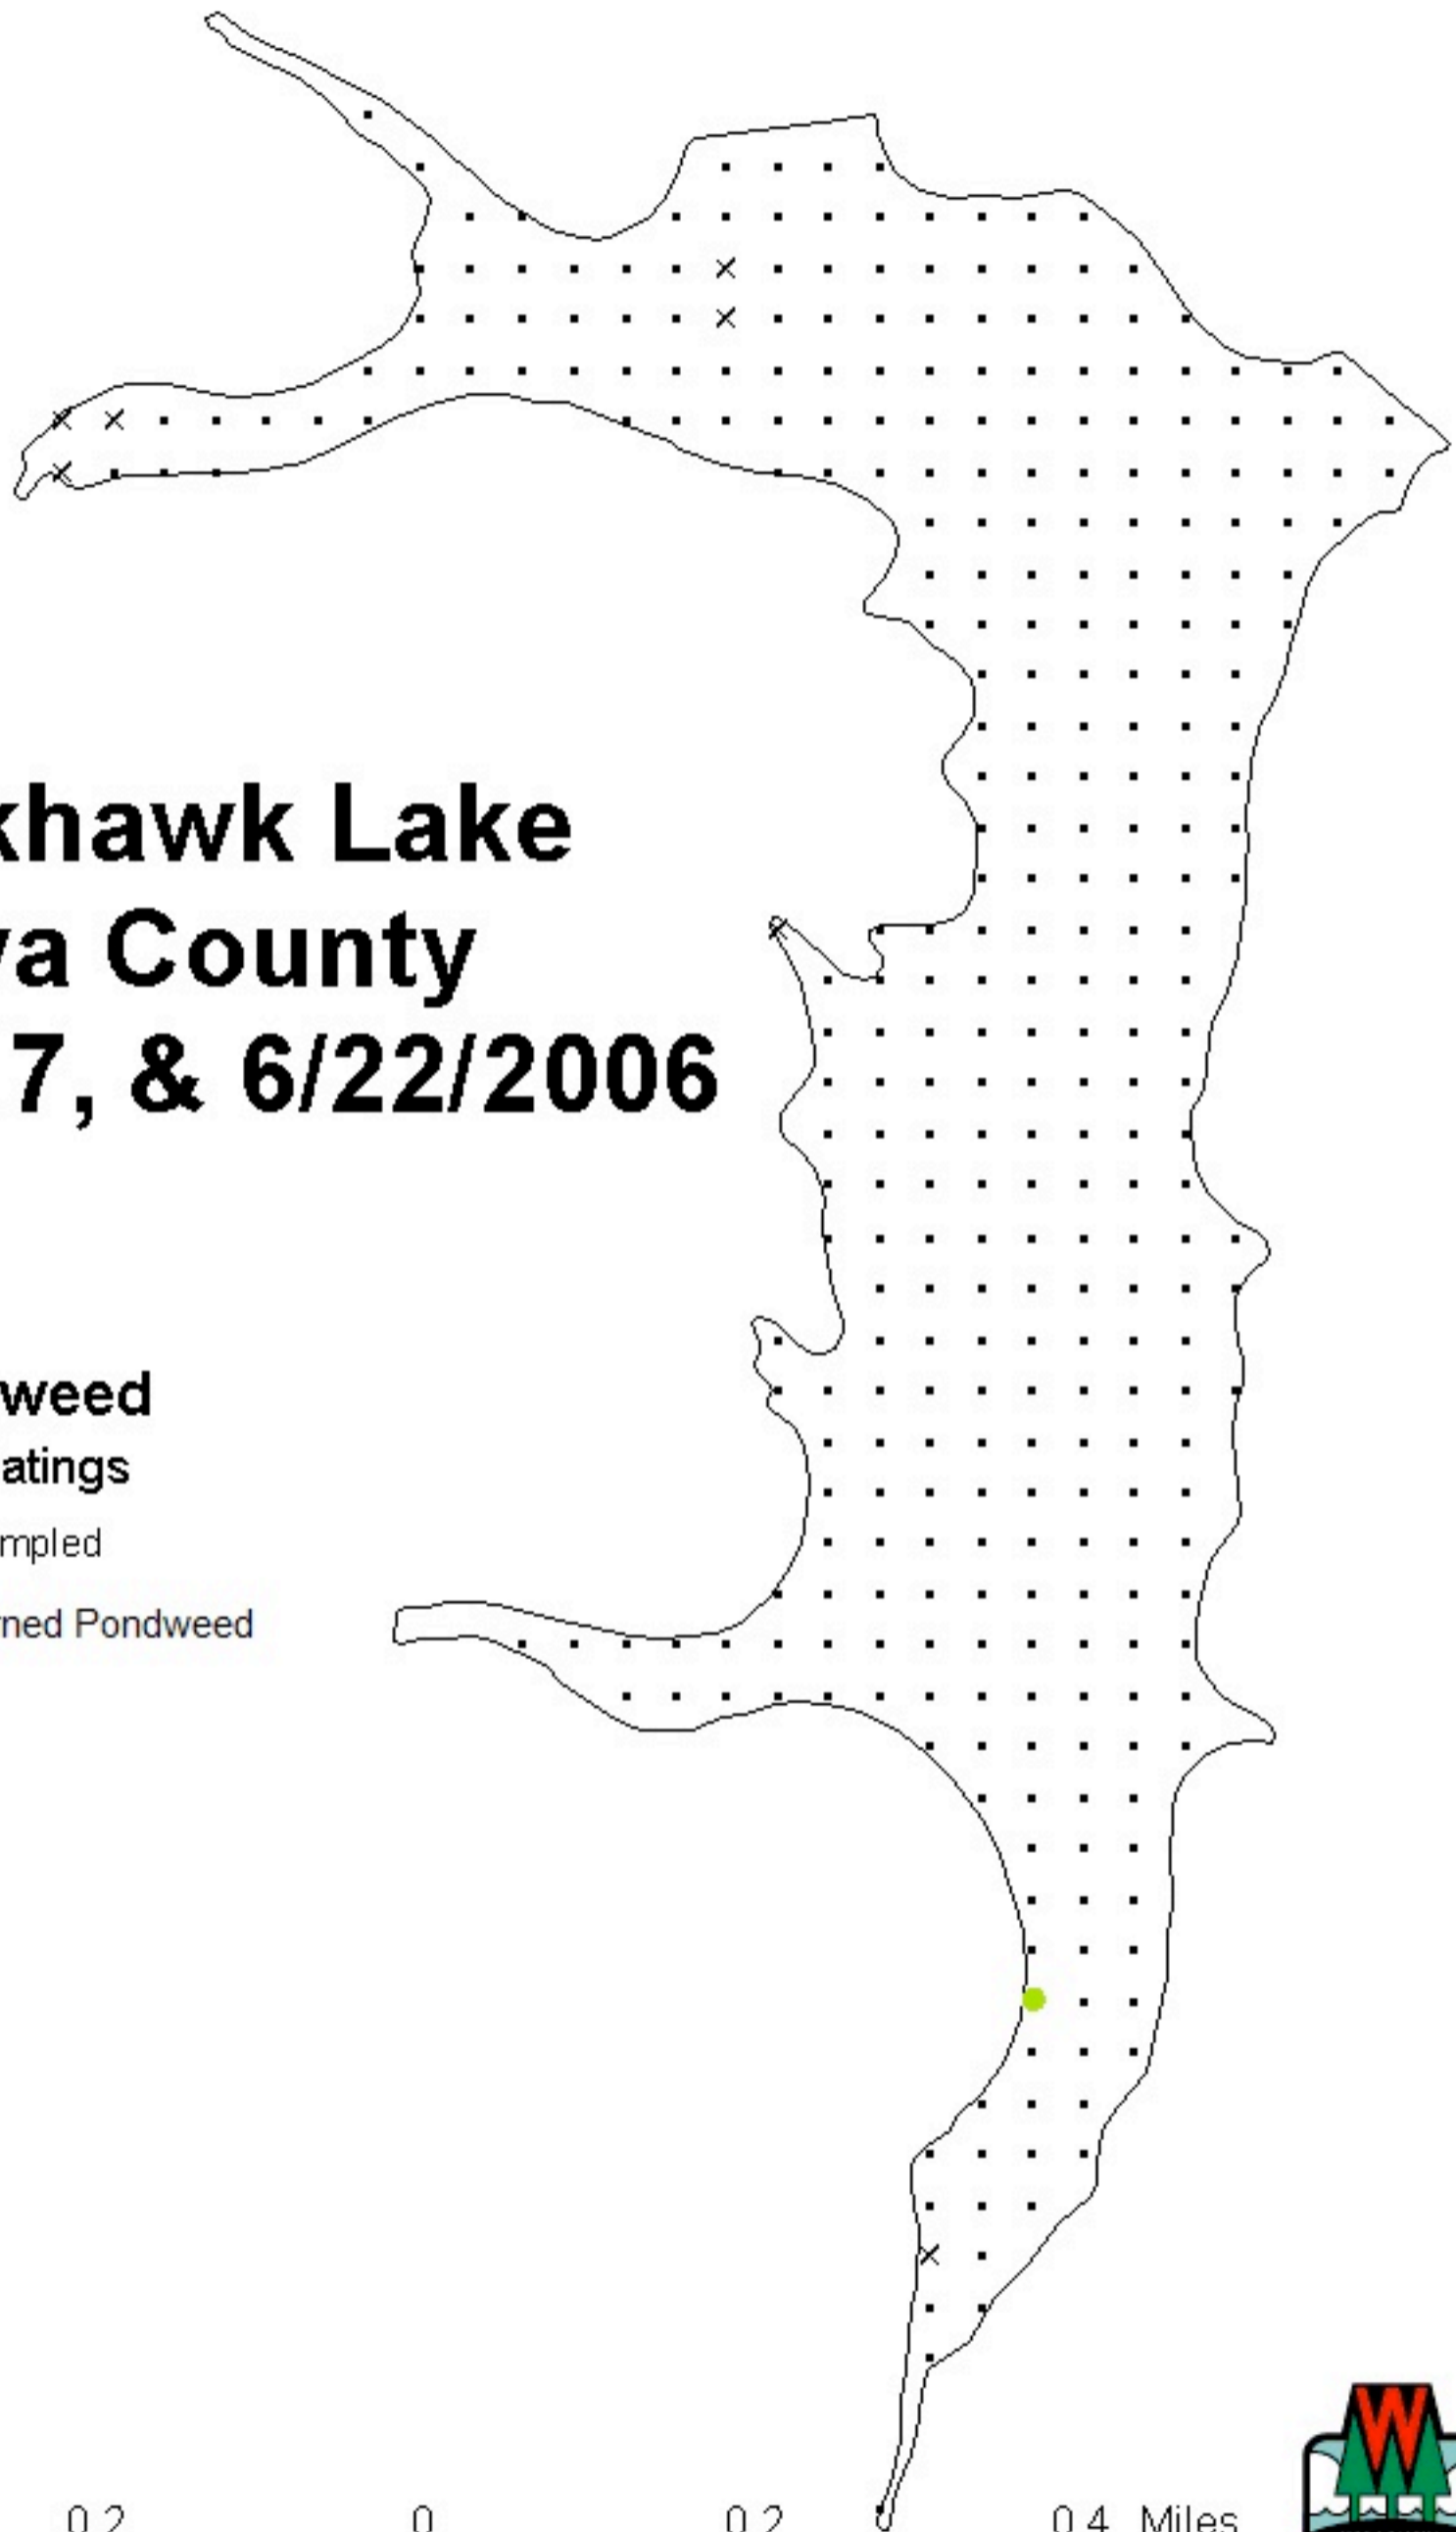 khawk Lake
va County
7, & 6/22/2006
weed
atings
mpled
ned Pondweed
0.2 0 0.2 0.4 Miles
W